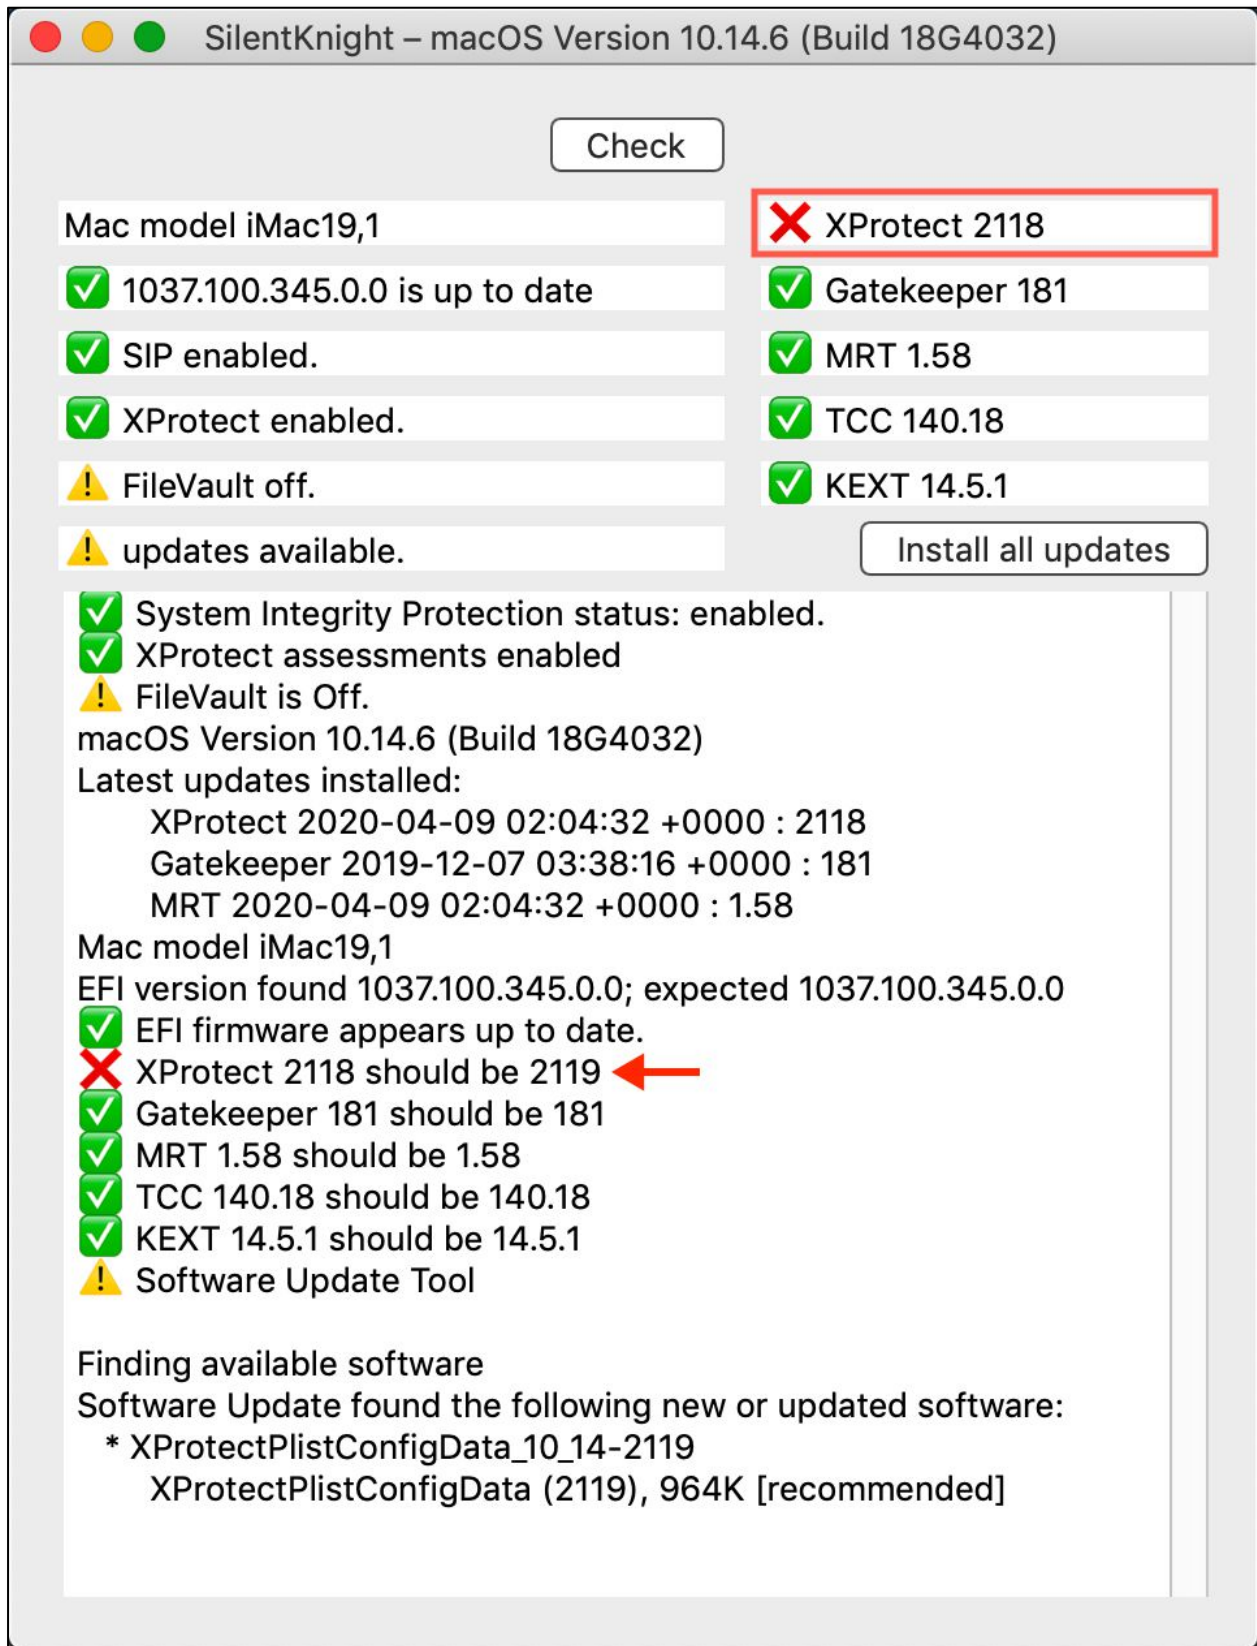 SilentKnight – macOS Version 10.14.6 (Build 18G4032)
Check
Mac model iMac19,1
❌ XProtect 2118
✅ 1037.100.345.0.0 is up to date
✅ Gatekeeper 181
✅ SIP enabled.
✅ MRT 1.58
✅ XProtect enabled.
✅ TCC 140.18
⚠️ FileVault off.
✅ KEXT 14.5.1
⚠️ updates available.
Install all updates
✅ System Integrity Protection status: enabled.
✅ XProtect assessments enabled
⚠️ FileVault is Off.
macOS Version 10.14.6 (Build 18G4032)
Latest updates installed:
XProtect 2020-04-09 02:04:32 +0000 : 2118
Gatekeeper 2019-12-07 03:38:16 +0000 : 181
MRT 2020-04-09 02:04:32 +0000 : 1.58
Mac model iMac19,1
EFI version found 1037.100.345.0.0; expected 1037.100.345.0.0
✅ EFI firmware appears up to date.
❌ XProtect 2118 should be 2119
✅ Gatekeeper 181 should be 181
✅ MRT 1.58 should be 1.58
✅ TCC 140.18 should be 140.18
✅ KEXT 14.5.1 should be 14.5.1
⚠️ Software Update Tool
Finding available software
Software Update found the following new or updated software:
* XProtectPlistConfigData_10_14-2119
XProtectPlistConfigData (2119), 964K [recommended]